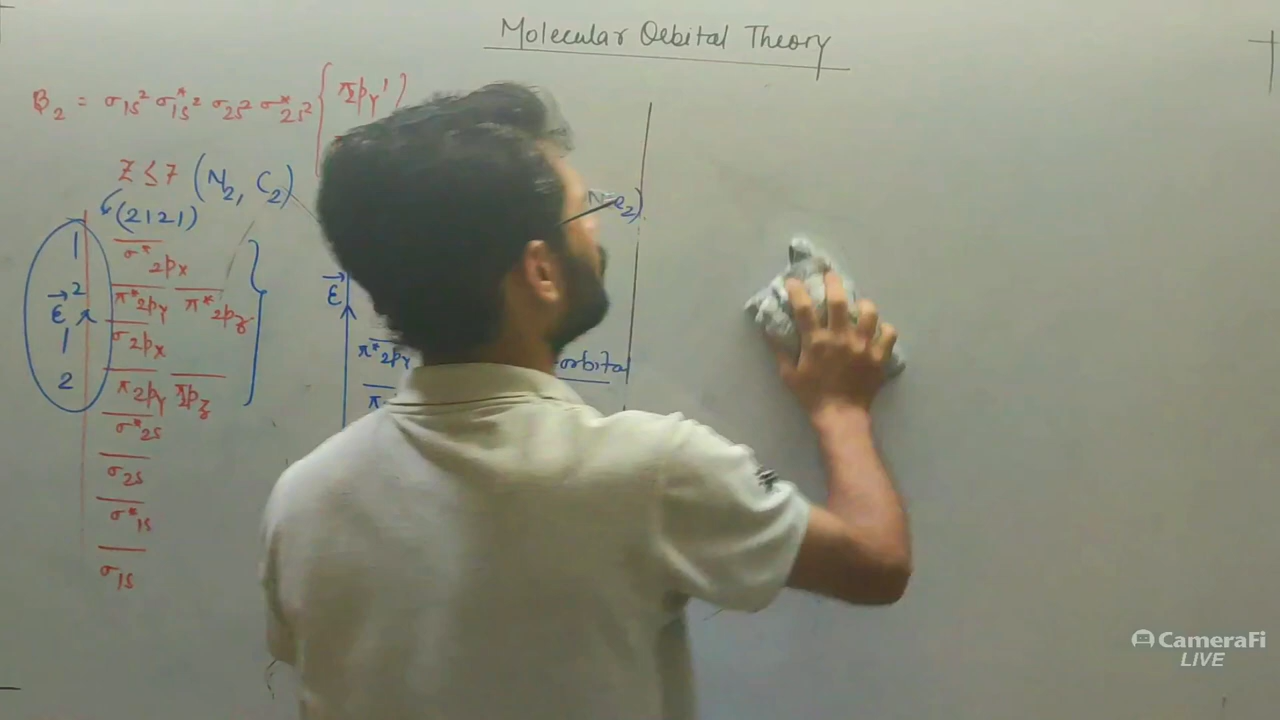 Molecular Orbital Theory
B2 = σ1s² σ*1s² σ2s² σ*2s² { π2py¹ )
Z ≤ 7 (N2, C2)
(2121)
1 σ*2px
2 π*2py π*2pz
E⃗
1 σ2px
2 π2py π2pz
σ*2s
σ2s
σ*1s
σ1s
e2)
E⃗
π*2py
orbital
π
CameraFi
LIVE